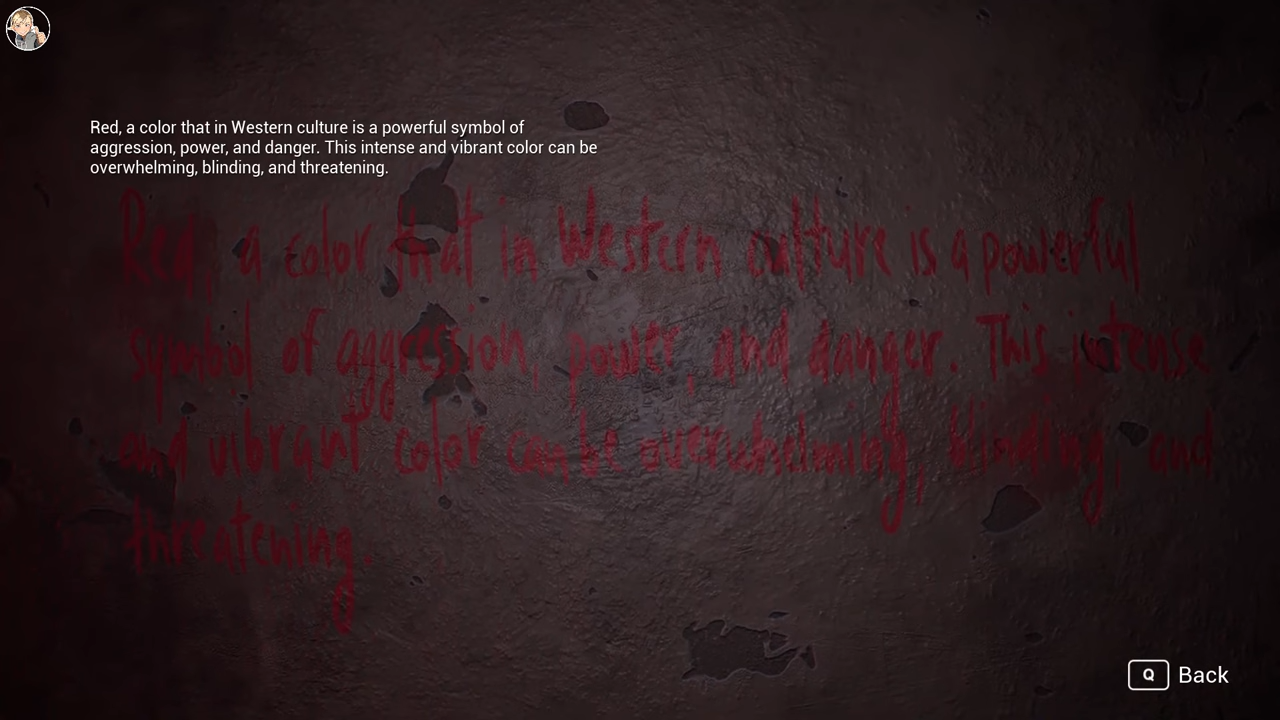 Red, a color that in Western culture is a powerful symbol of
aggression, power, and danger. This intense and vibrant color can be
overwhelming, blinding, and threatening.
Red, a color that in Western culture is a powerful
symbol of aggression, power, and danger. This intense
and vibrant color can be overwhelming, blinding, and
threatening.
Q Back